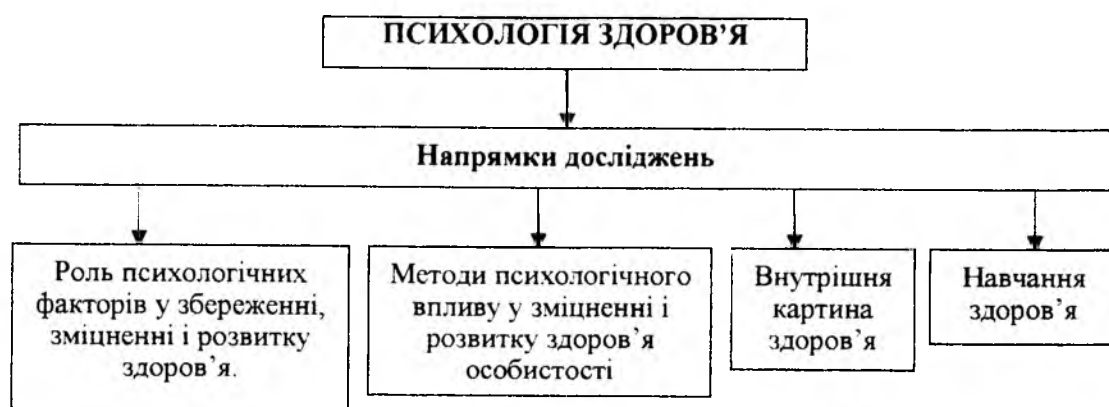 ПСИХОЛОГІЯ ЗДОРОВ’Я
Напрямки досліджень
Роль психологічних
факторів у збереженні,
зміцненні і розвитку
здоров’я.
Методи психологічного
впливу у зміцненні і
розвитку здоров’я
особистості
Внутрішня
картина
здоров’я
Навчання
здоров’я